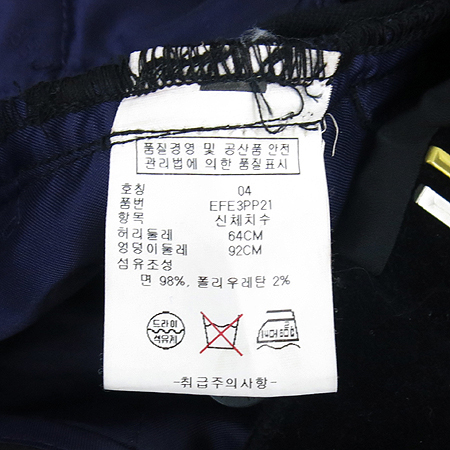 품질경영 및 공산품 안전
관리법에 의한 품질표시
호칭 04
품번 EFE3PP21
항목 신체치수
허리둘레 64CM
엉덩이둘레 92CM
섬유조성
면 98%, 폴리우레탄 2%
드라이
석유계
-취급주의사항-